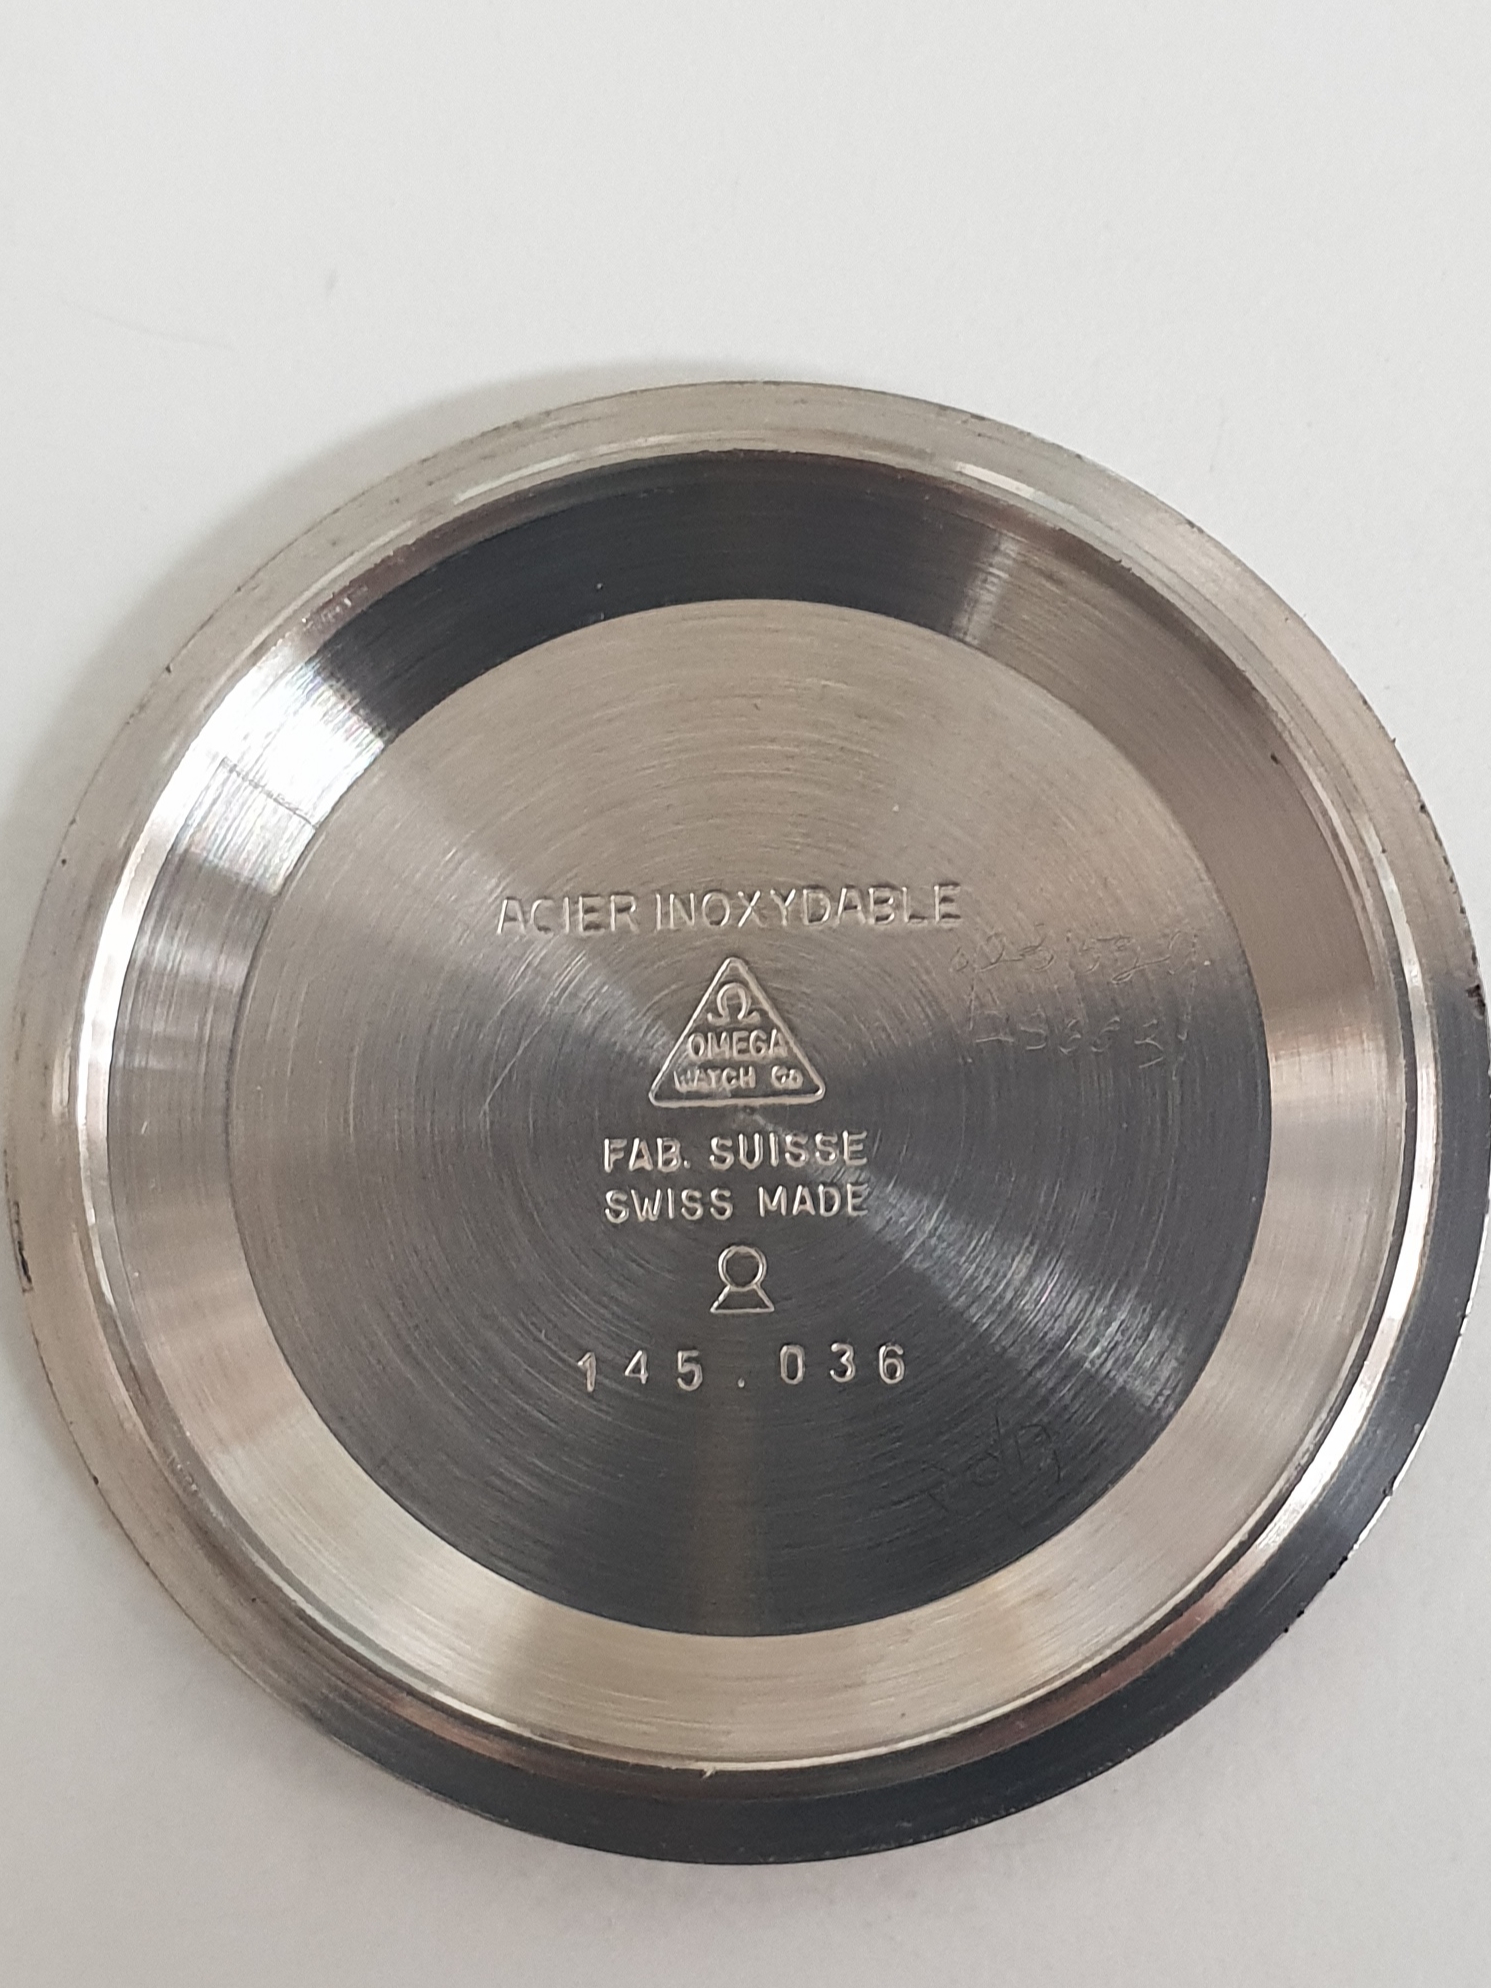 ACIER INOXYDABLE
Ω
OMEGA
WATCH Co
FAB. SUISSE
SWISS MADE
145.036